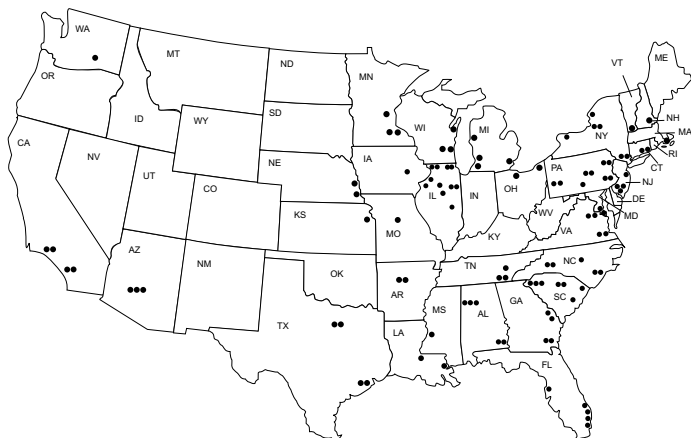 WA
MT
ND
MN
VT
ME
OR
ID
SD
WI
MI
NH
MA
NY
WY
RI
CT
CA
NV
NE
IA
PA
UT
CO
IL
IN
OH
NJ
DE
MD
KS
MO
WV
VA
KY
AZ
NM
OK
AR
TN
NC
SC
TX
LA
MS
AL
GA
FL